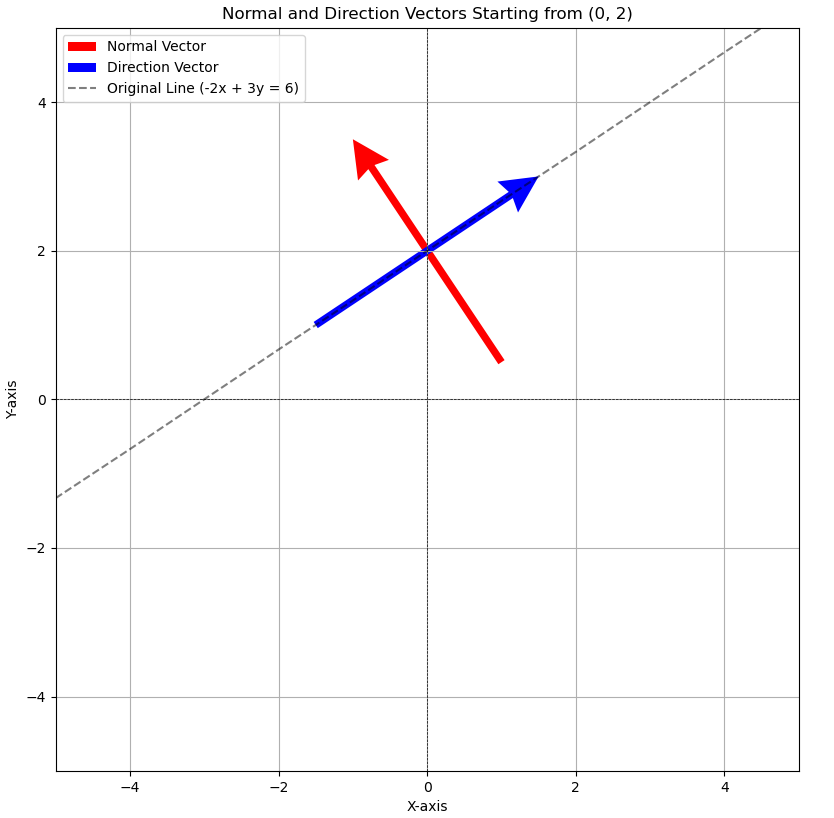 Normal and Direction Vectors Starting from (0, 2)
Normal Vector
Direction Vector
Original Line (-2x + 3y = 6)
4
2
0
−2
−4
Y-axis
−4
−2
0
2
4
X-axis